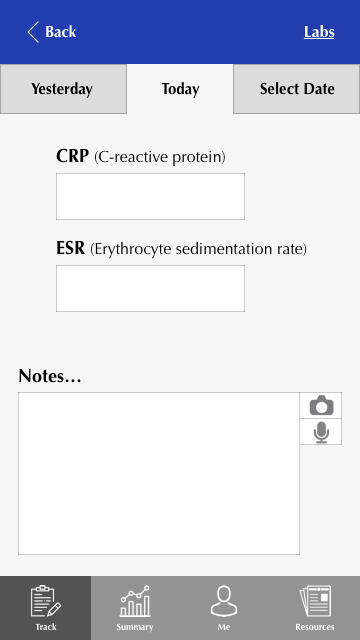 Back Labs
Yesterday Today Select Date
CRP (C-reactive protein)
ESR (Erythrocyte sedimentation rate)
Notes...
Track Summary Me Resources